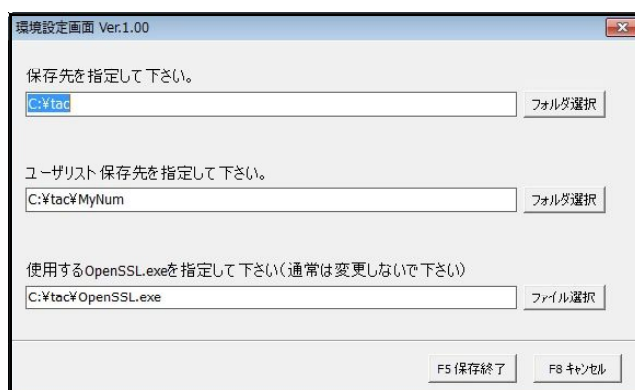 環境設定画面 Ver.1.00
保存先を指定して下さい。
C:¥tac
フォルダ選択
ユーザリスト保存先を指定して下さい。
C:¥tac¥MyNum
フォルダ選択
使用するOpenSSL.exeを指定して下さい(通常は変更しないで下さい)
C:¥tac¥OpenSSL.exe
ファイル選択
F5 保存終了
F8 キャンセル